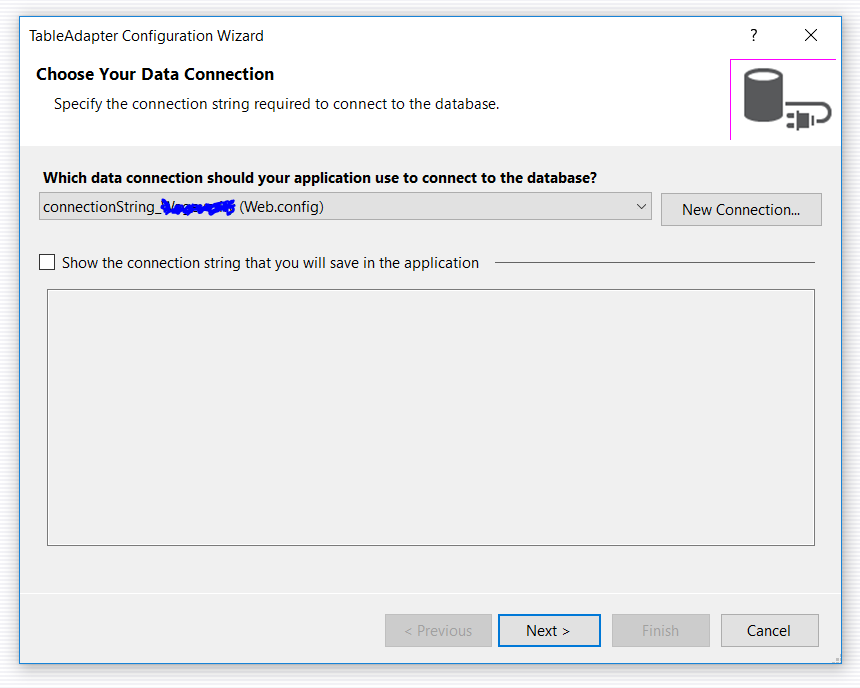 TableAdapter Configuration Wizard
?
Choose Your Data Connection
Specify the connection string required to connect to the database.
Which data connection should your application use to connect to the database?
connectionString_ (Web.config)
New Connection...
Show the connection string that you will save in the application
< Previous
Next >
Finish
Cancel